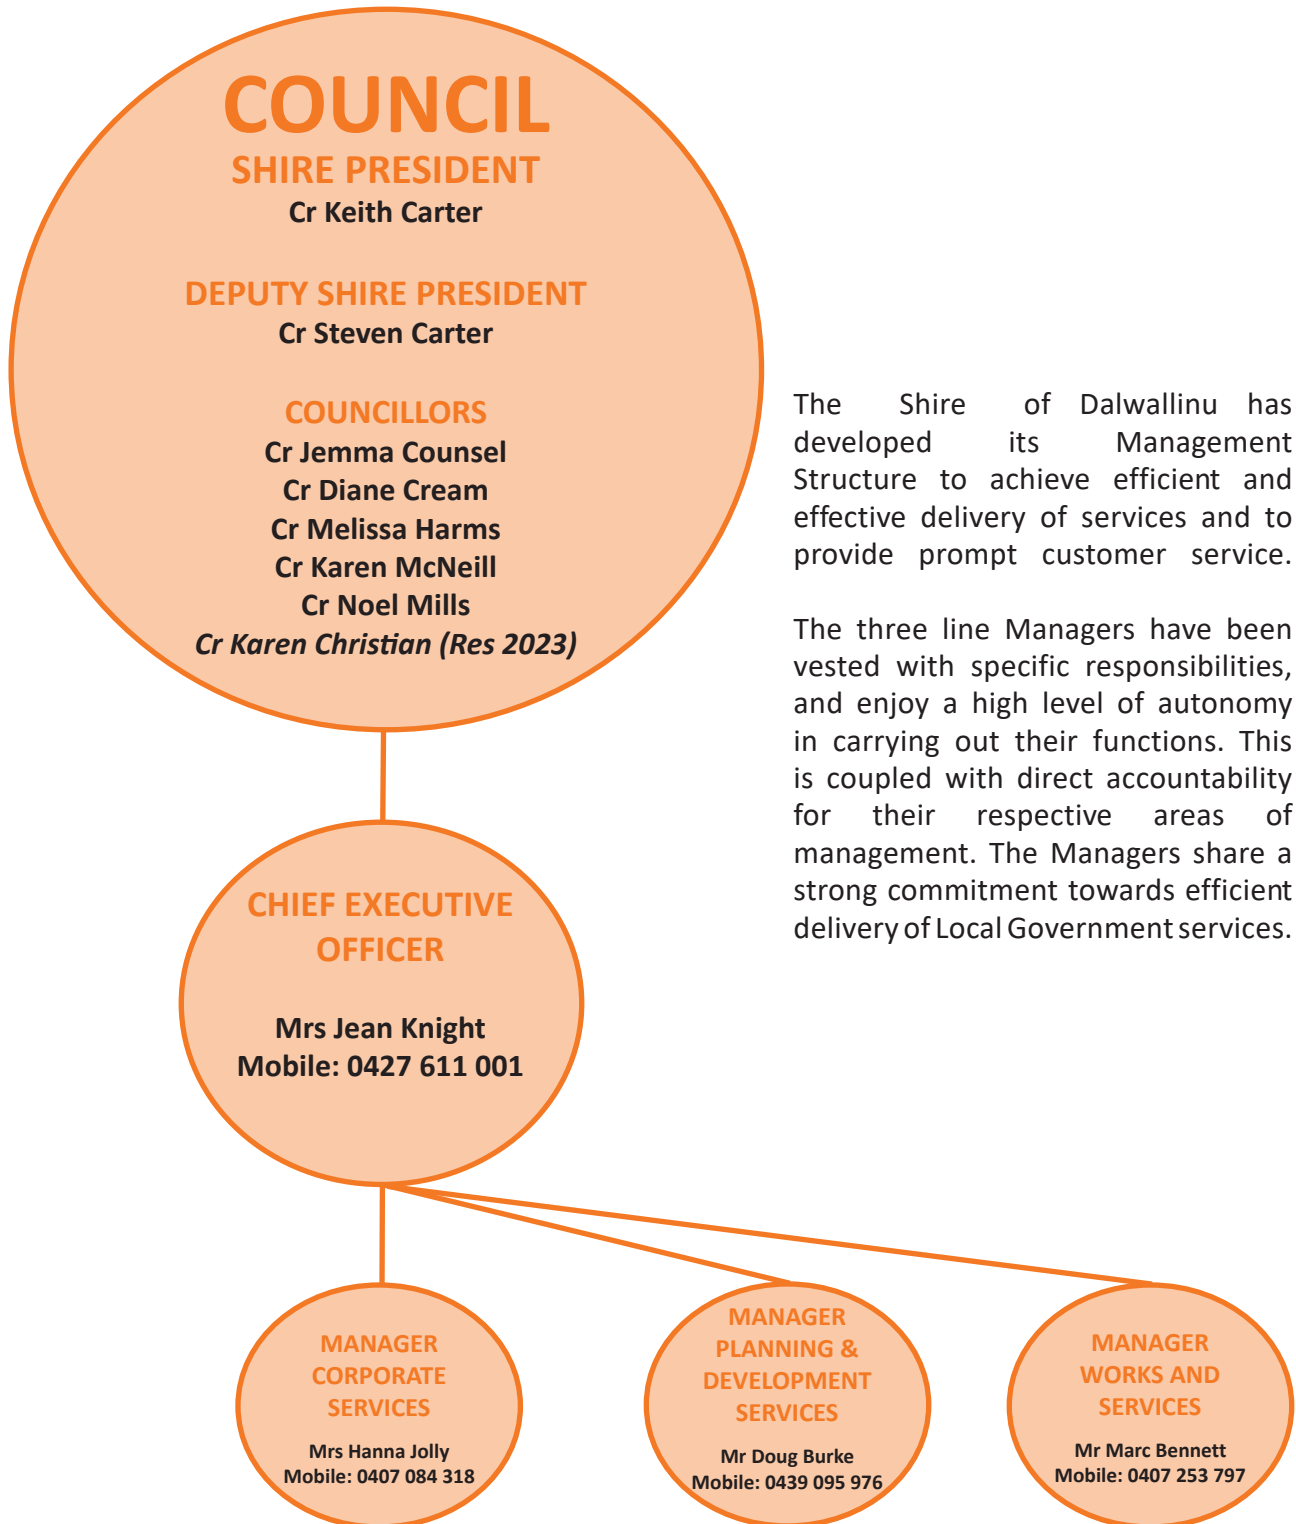 COUNCIL
SHIRE PRESIDENT
Cr Keith Carter
DEPUTY SHIRE PRESIDENT
Cr Steven Carter
COUNCILLORS
Cr Jemma Counsel
Cr Diane Cream
Cr Melissa Harms
Cr Karen McNeill
Cr Noel Mills
Cr Karen Christian (Res 2023)
The Shire of Dalwallinu has
developed its Management
Structure to achieve efficient and
effective delivery of services and to
provide prompt customer service.
The three line Managers have been
vested with specific responsibilities,
and enjoy a high level of autonomy
in carrying out their functions. This
is coupled with direct accountability
for their respective areas of
management. The Managers share a
strong commitment towards efficient
delivery of Local Government services.
CHIEF EXECUTIVE
OFFICER
Mrs Jean Knight
Mobile: 0427 611 001
MANAGER
CORPORATE
SERVICES
Mrs Hanna Jolly
Mobile: 0407 084 318
MANAGER
PLANNING &
DEVELOPMENT
SERVICES
Mr Doug Burke
Mobile: 0439 095 976
MANAGER
WORKS AND
SERVICES
Mr Marc Bennett
Mobile: 0407 253 797